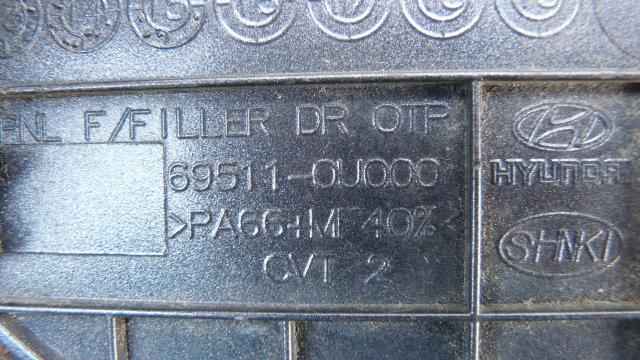 PNL F/FILLER DR OTP
69511-0U000
>PA66+MF40%<
CVT 2
HYUNDAI
SHNKI